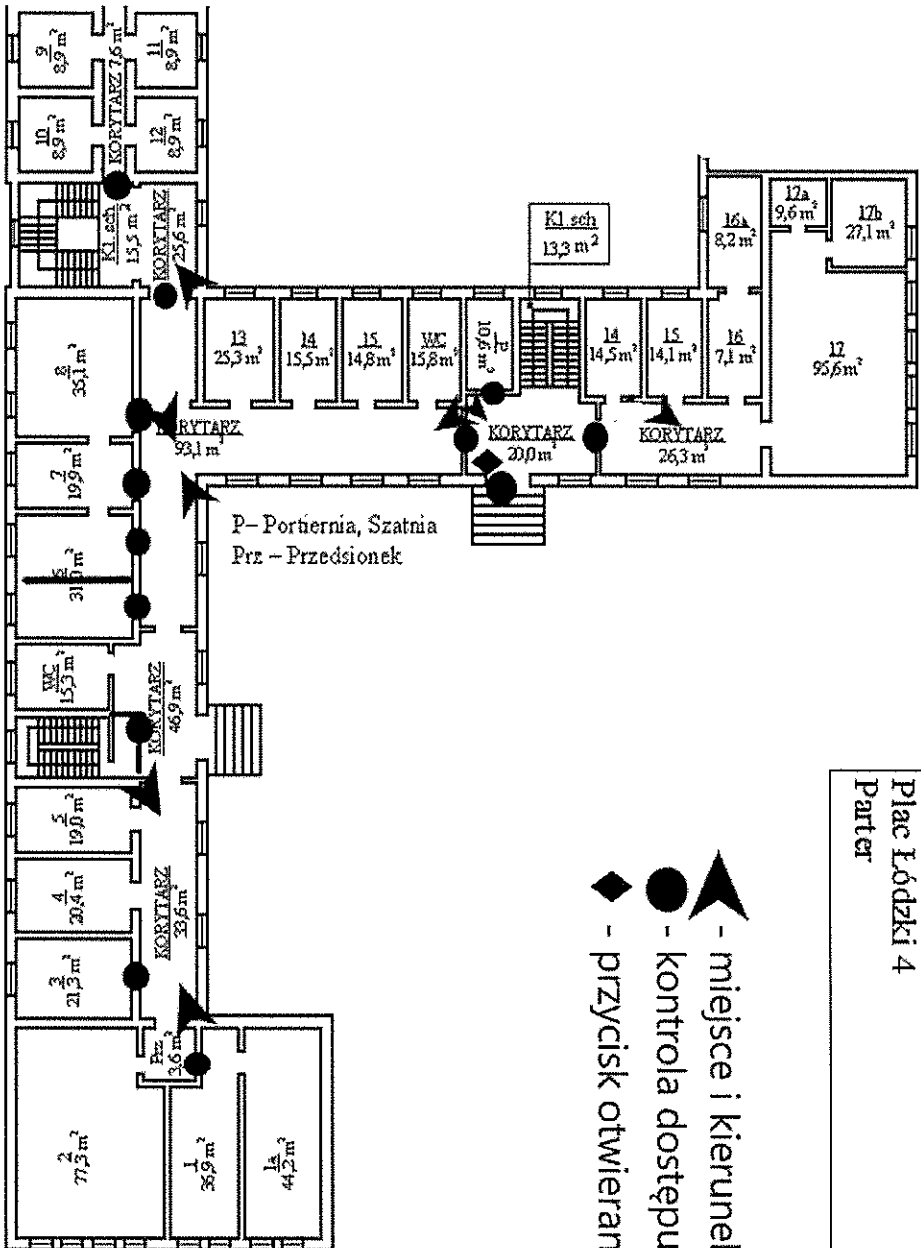 9
8,9 m²
KORYTARZ 7,6 m²
11
8,9 m²
10
8,9 m²
12
8,9 m²
Kl. sch
15,5 m²
KORYTARZ
25,6 m
Kl. sch
13,3 m²
16a
8,2 m²
17a
9,6 m²
17b
27,1 m²
8
35,1 m²
13
25,3 m²
14
15,5 m²
15
14,8 m²
WC
15,8 m²
10,6 m²
14
14,5 m²
15
14,1 m²
16
7,1 m²
17
95,6 m²
KORYTARZ
93,1 m²
KORYTARZ
20,0 m²
KORYTARZ
26,3 m²
7
19,9 m²
P– Portiernia, Szatnia
Prz – Przedsionek
6
31,0 m²
WC
15,3 m²
KORYTARZ
46,9 m²
5
19,0 m²
4
20,4 m²
KORYTARZ
33,6 m²
3
21,3 m²
Prz
3,6 m²
2
77,3 m²
1
36,9 m²
1a
44,2 m²
Plac Łódzki 4
Parter
- miejsce i kierunel
- kontrola dostępu
- przycisk otwieran